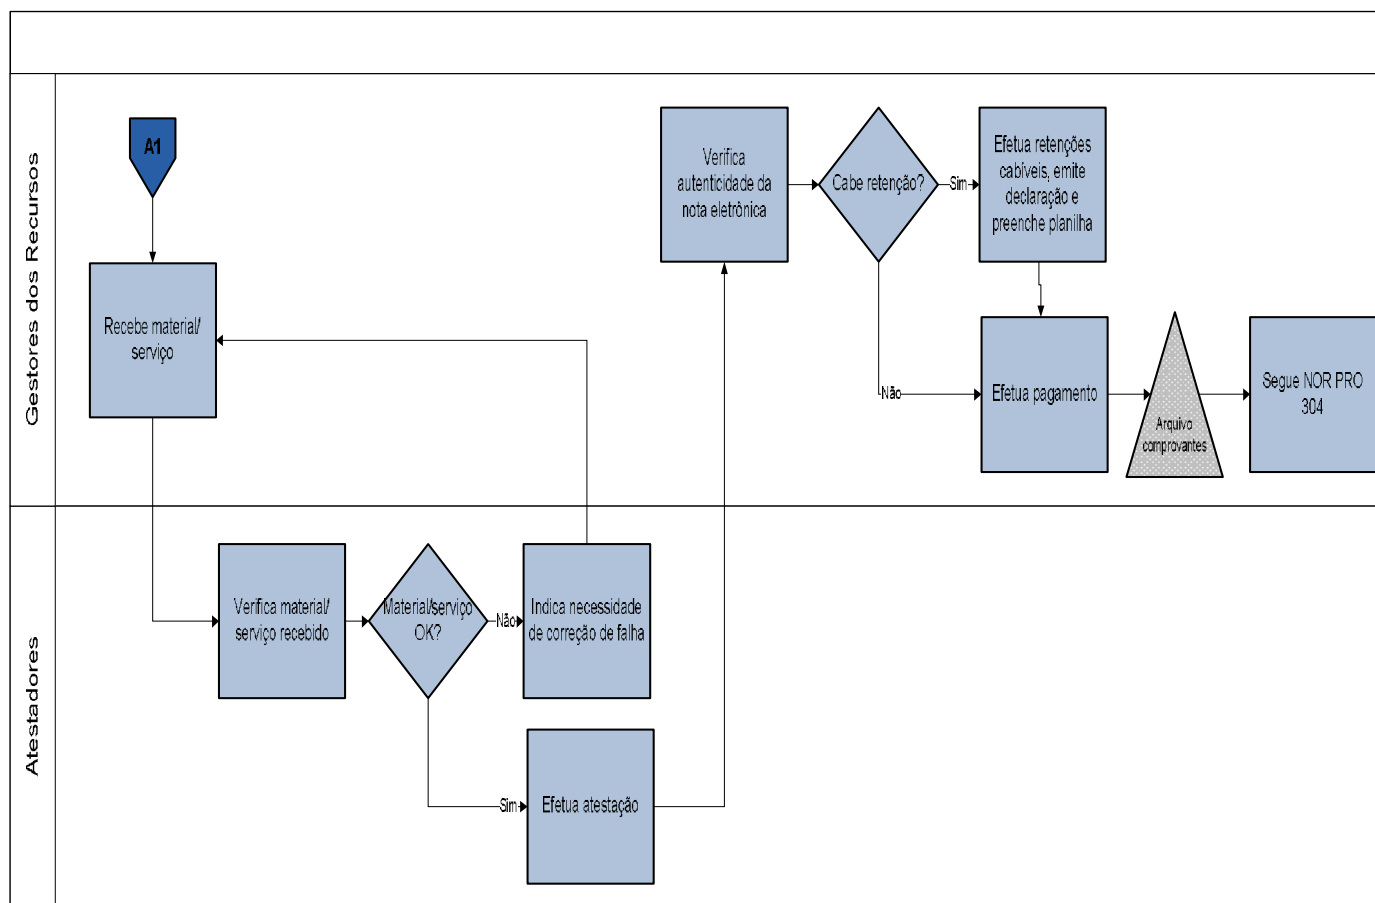 Gestores dos Recursos
A1
Recebe material/
serviço
Verifica
autenticidade da
nota eletrônica
Cabe retenção?
Sim
Efetua retenções
cabíveis, emite
declaração e
preenche planilha
Não
Efetua pagamento
Arquivo
comprovantes
Segue NOR PRO
304
Atestadores
Verifica material/
serviço recebido
Material/serviço
OK?
Não
Indica necessidade
de correção de falha
Sim
Efetua atestação